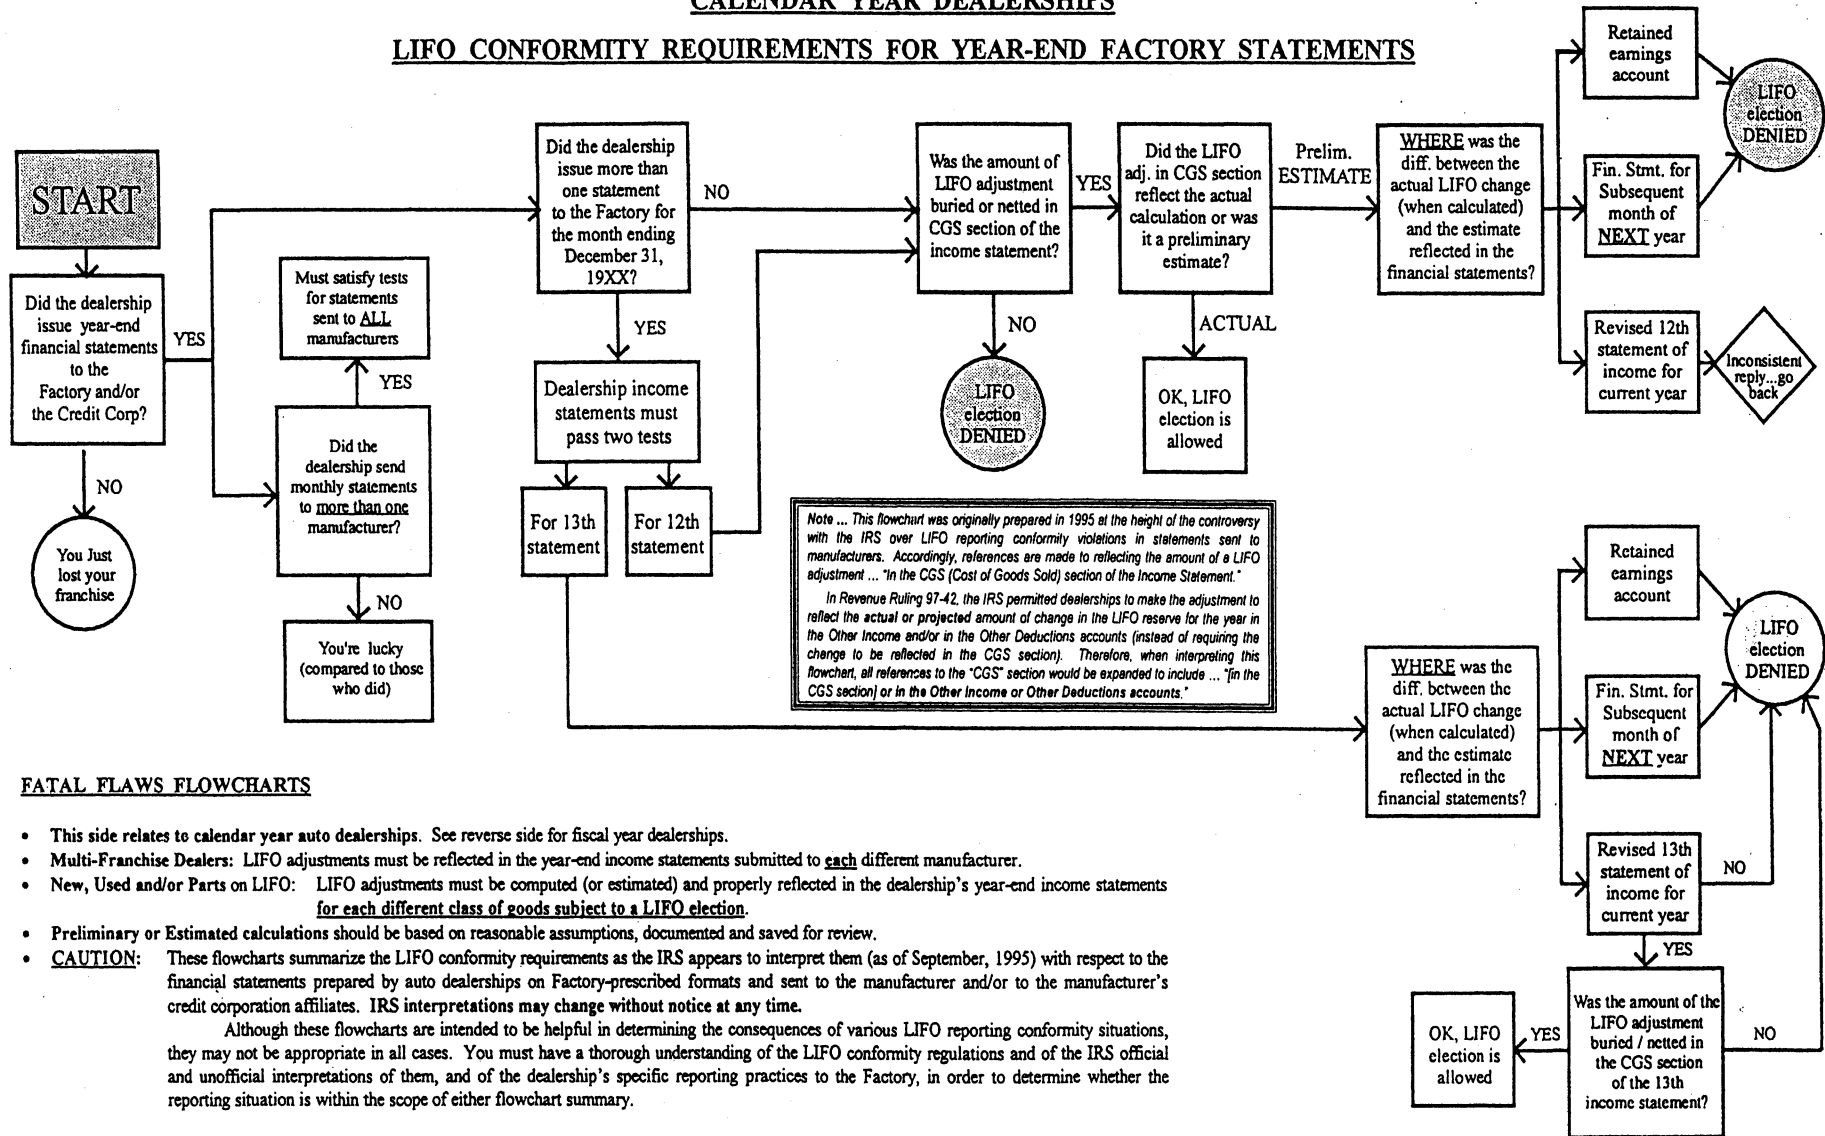 CALENDAR YEAR DEALERSHIPS
LIFO CONFORMITY REQUIREMENTS FOR YEAR-END FACTORY STATEMENTS
START
Did the dealership
issue year-end
financial statements
to the
Factory and/or
the Credit Corp?
YES
NO
You Just
lost your
franchise
Must satisfy tests
for statements
sent to ALL
manufacturers
YES
Did the
dealership send
monthly statements
to more than one
manufacturer?
NO
You're lucky
(compared to those
who did)
Did the dealership
issue more than
one statement
to the Factory for
the month ending
December 31,
19XX?
NO
YES
Dealership income
statements must
pass two tests
For 13th
statement
For 12th
statement
Was the amount of
LIFO adjustment
buried or netted in
CGS section of the
income statement?
YES
NO
LIFO
election
DENIED
Did the LIFO
adj. in CGS section
reflect the actual
calculation or was
it a preliminary
estimate?
Prelim.
ESTIMATE
ACTUAL
OK, LIFO
election is
allowed
WHERE was the
diff. between the
actual LIFO change
(when calculated)
and the estimate
reflected in the
financial statements?
Retained
earnings
account
LIFO
election
DENIED
Fin. Stmt. for
Subsequent
month of
NEXT year
Revised 12th
statement of
income for
current year
Inconsistent
reply...go
back
Note ... This flowchart was originally prepared in 1995 at the height of the controversy
with the IRS over LIFO reporting conformity violations in statements sent to
manufacturers. Accordingly, references are made to reflecting the amount of a LIFO
adjustment ... "In the CGS (Cost of Goods Sold) section of the Income Statement."
In Revenue Ruling 97-42, the IRS permitted dealerships to make the adjustment to
reflect the actual or projected amount of change in the LIFO reserve for the year in
the Other Income and/or in the Other Deductions accounts (instead of requiring the
change to be reflected in the CGS section). Therefore, when interpreting this
flowchart, all references to the "CGS" section would be expanded to include ... "[in the
CGS section] or in the Other Income or Other Deductions accounts."
WHERE was the
diff. between the
actual LIFO change
(when calculated)
and the estimate
reflected in the
financial statements?
Retained
earnings
account
LIFO
election
DENIED
Fin. Stmt. for
Subsequent
month of
NEXT year
Revised 13th
statement of
income for
current year
NO
YES
Was the amount of the
LIFO adjustment
buried / netted in
the CGS section
of the 13th
income statement?
YES
NO
OK, LIFO
election is
allowed
FATAL FLAWS FLOWCHARTS
• This side relates to calendar year auto dealerships. See reverse side for fiscal year dealerships.
• Multi-Franchise Dealers: LIFO adjustments must be reflected in the year-end income statements submitted to each different manufacturer.
• New, Used and/or Parts on LIFO: LIFO adjustments must be computed (or estimated) and properly reflected in the dealership's year-end income statements
for each different class of goods subject to a LIFO election.
• Preliminary or Estimated calculations should be based on reasonable assumptions, documented and saved for review.
• CAUTION: These flowcharts summarize the LIFO conformity requirements as the IRS appears to interpret them (as of September, 1995) with respect to the
financial statements prepared by auto dealerships on Factory-prescribed formats and sent to the manufacturer and/or to the manufacturer's
credit corporation affiliates. IRS interpretations may change without notice at any time.
Although these flowcharts are intended to be helpful in determining the consequences of various LIFO reporting conformity situations,
they may not be appropriate in all cases. You must have a thorough understanding of the LIFO conformity regulations and of the IRS official
and unofficial interpretations of them, and of the dealership's specific reporting practices to the Factory, in order to determine whether the
reporting situation is within the scope of either flowchart summary.